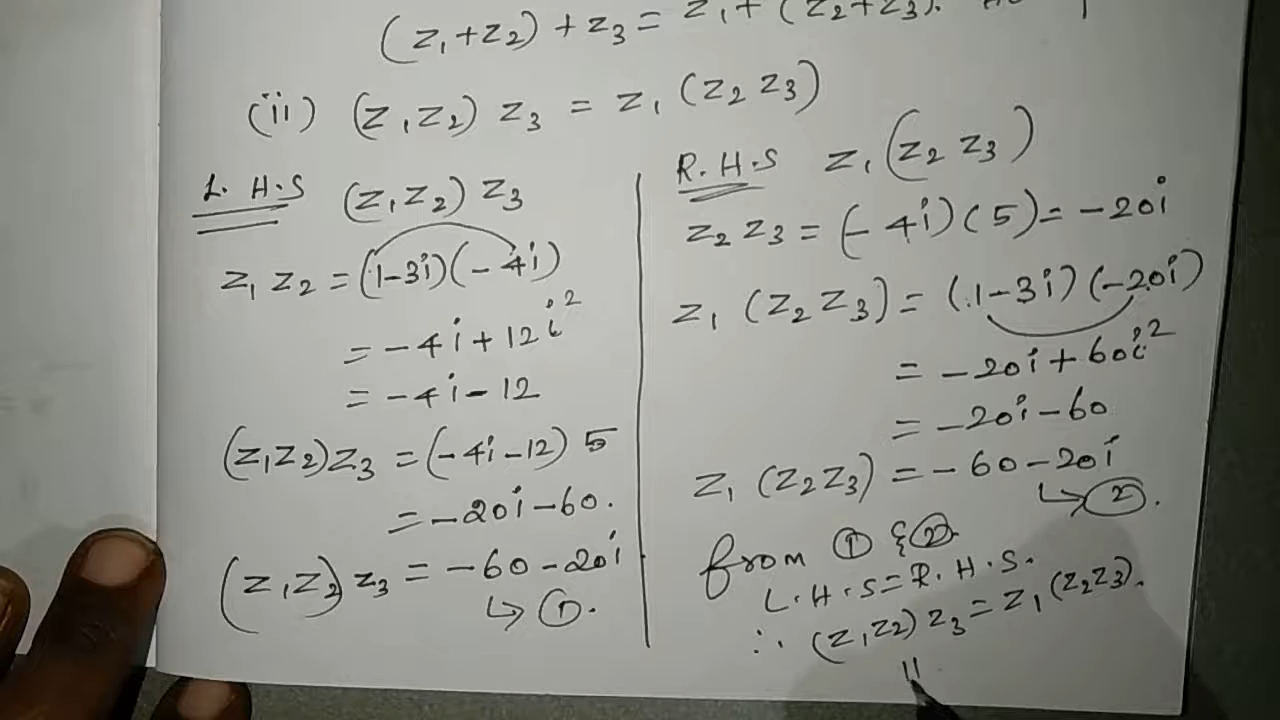 (z₁+z₂)+z₃ = z₁+(z₂+z₃).
(ii) (z₁z₂) z₃ = z₁ (z₂ z₃)
L.H.S (z₁z₂) z₃
z₁ z₂ = (1-3i)(-4i)
= -4i+12i²
= -4i-12
(z₁z₂)z₃ = (-4i-12) 5
= -20i-60.
(z₁z₂) z₃ = -60-20i
↳ ①.
R.H.S z₁(z₂ z₃)
z₂ z₃ = (-4i)(5) = -20i
z₁ (z₂z₃) = (1-3i)(-20i)
= -20i+60i²
= -20i-60
z₁ (z₂z₃) = -60-20i
↳ ②.
from ① & ②
L.H.S = R.H.S.
∴ (z₁z₂) z₃ = z₁(z₂z₃).